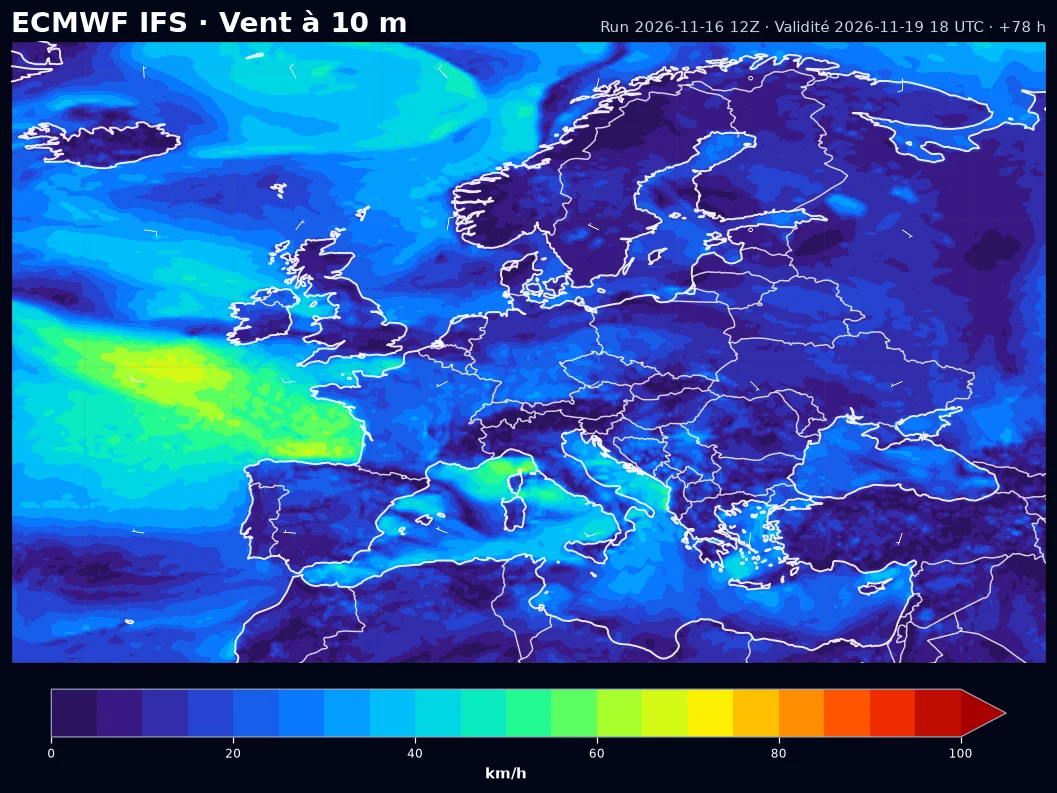 ECMWF IFS · Vent à 10 m
Run 2026-11-16 12Z · Validité 2026-11-19 18 UTC · +78 h
0 20 40 60 80 100
km/h